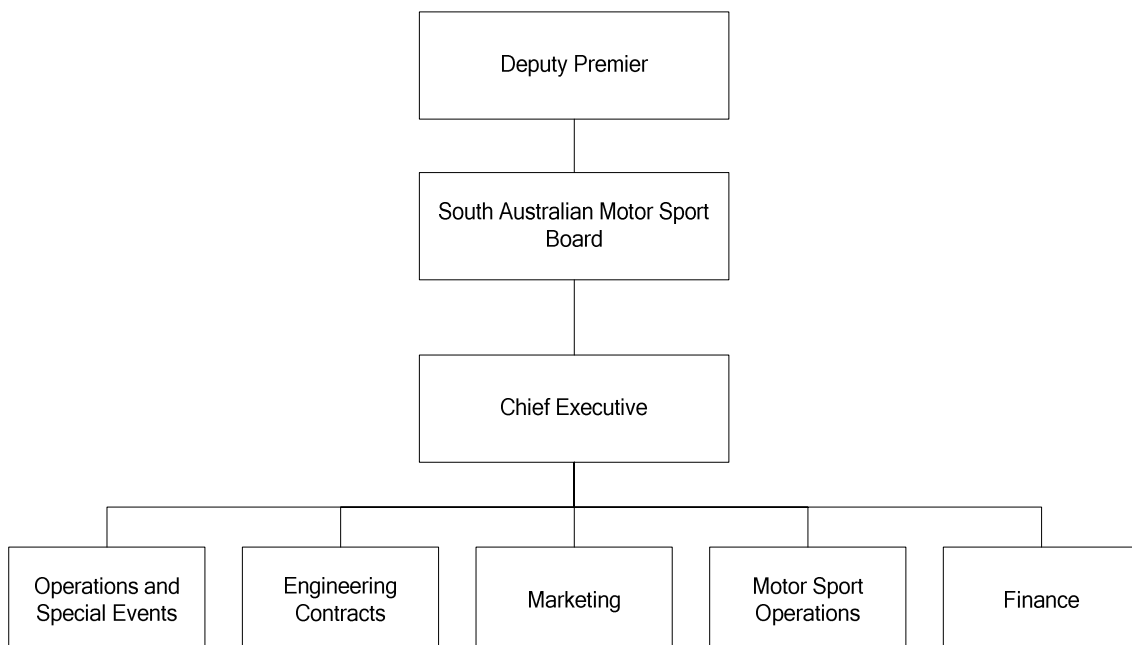 Deputy Premier
South Australian Motor Sport
Board
Chief Executive
Operations and
Special Events
Engineering
Contracts
Marketing
Motor Sport
Operations
Finance